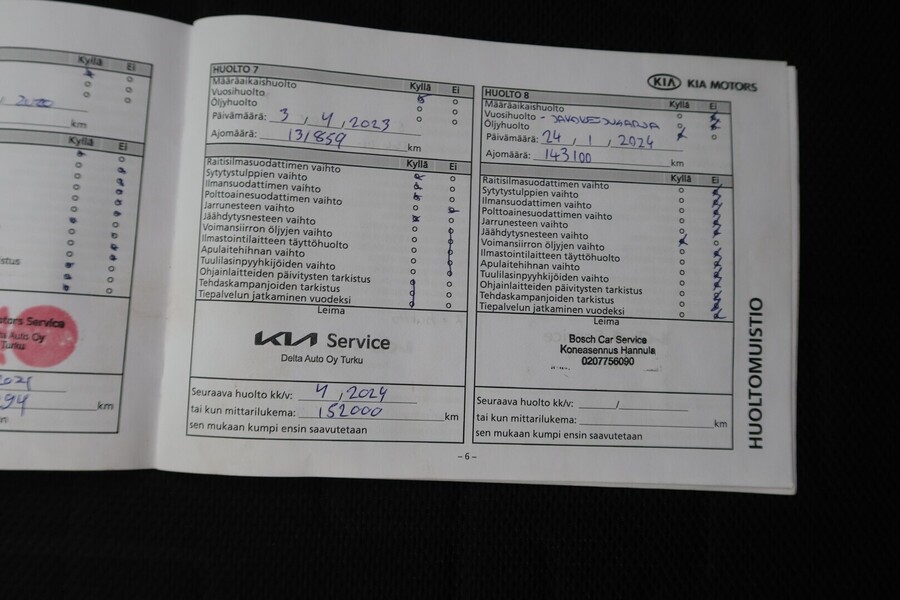 Kyllä Ei
km
Kyllä Ei
stus
otors Service
ta Auto Oy
Turku
94 km
HUOLTO 7
Kyllä Ei
Määräaikaishuolto
Vuosihuolto
Öljyhuolto
Päivämäärä: 3, 4, 2023
Ajomäärä: 131859 km
Kyllä Ei
Raitisilmasuodattimen vaihto
Sytytystulppien vaihto
Ilmansuodattimen vaihto
Polttoainesuodattimen vaihto
Jarrunesteen vaihto
Jäähdytysnesteen vaihto
Voimansiirron öljyjen vaihto
Ilmastointilaitteen täyttöhuolto
Apulaitehihnan vaihto
Tuulilasinpyyhkijöiden vaihto
Ohjainlaitteiden päivitysten tarkistus
Tehdaskampanjoiden tarkistus
Tiepalvelun jatkaminen vuodeksi
Leima
KIA Service
Delta Auto Oy Turku
Seuraava huolto kk/v: 4, 2024
tai kun mittarilukema: 152000 km
sen mukaan kumpi ensin saavutetaan
KIA KIA MOTORS
HUOLTO 8
Kyllä Ei
Määräaikaishuolto
Vuosihuolto -
Öljyhuolto
Päivämäärä: 24, 1, 2024
Ajomäärä: 143100 km
Kyllä Ei
Raitisilmasuodattimen vaihto
Sytytystulppien vaihto
Ilmansuodattimen vaihto
Polttoainesuodattimen vaihto
Jarrunesteen vaihto
Jäähdytysnesteen vaihto
Voimansiirron öljyjen vaihto
Ilmastointilaitteen täyttöhuolto
Apulaitehihnan vaihto
Tuulilasinpyyhkijöiden vaihto
Ohjainlaitteiden päivitysten tarkistus
Tehdaskampanjoiden tarkistus
Tiepalvelun jatkaminen vuodeksi
Leima
Bosch Car Service
Koneasennus Hannula
0207756090
Seuraava huolto kk/v: /
tai kun mittarilukema: km
sen mukaan kumpi ensin saavutetaan
HUOLTOMUISTIO
- 6 -